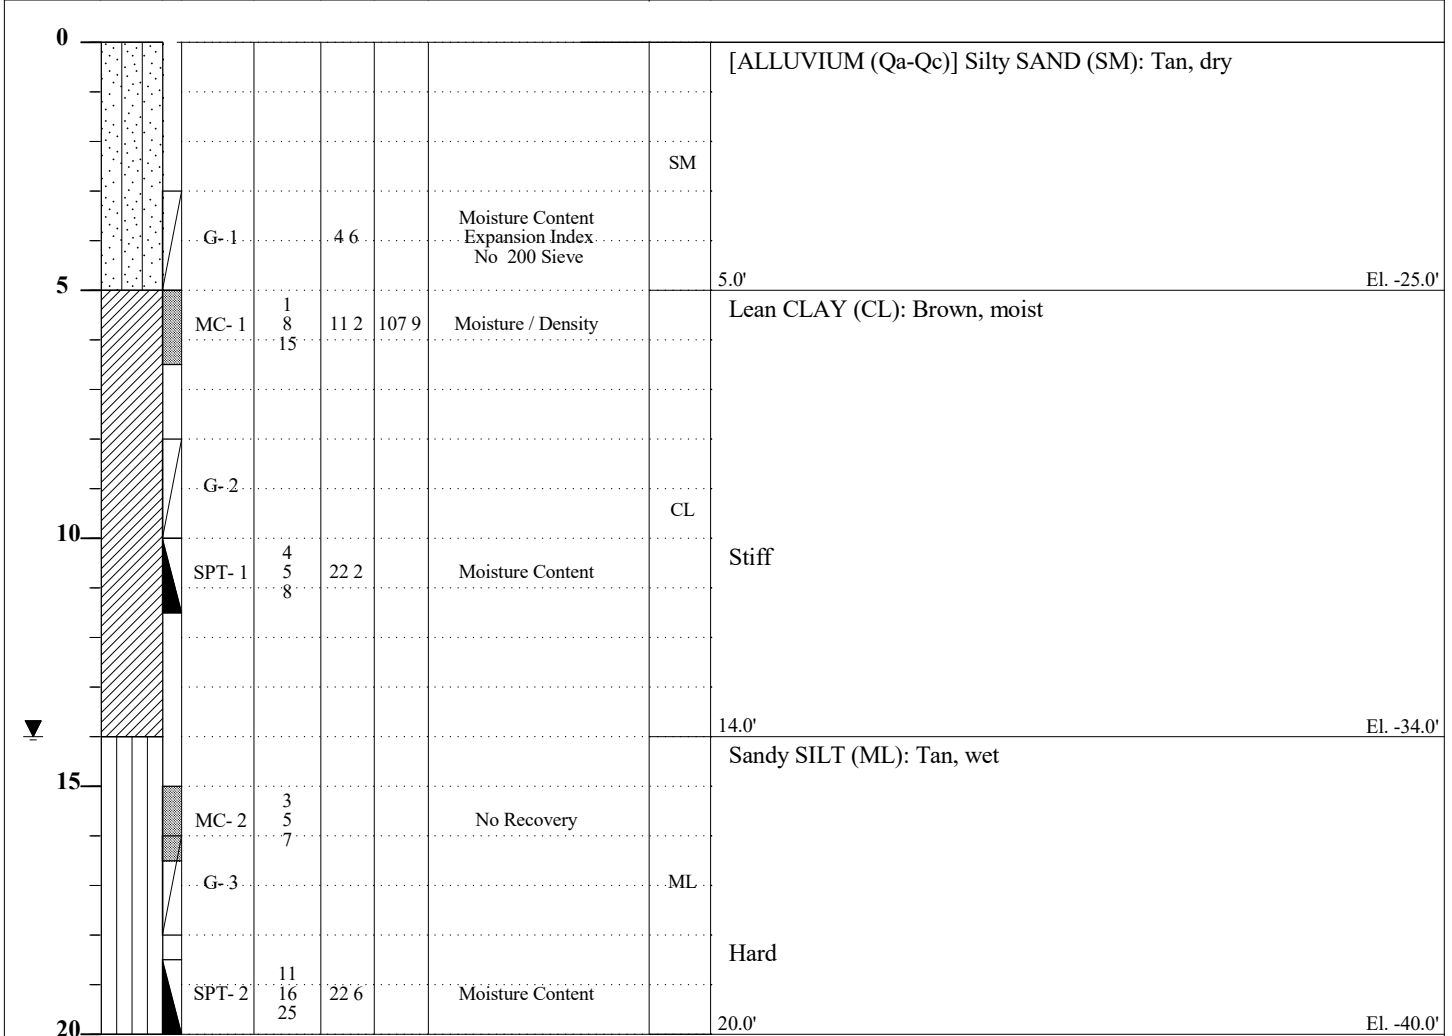 0
[ALLUVIUM (Qa-Qc)] Silty SAND (SM): Tan, dry
SM
Moisture Content
G- 1 4 6 Expansion Index
No 200 Sieve
5 5.0' El. -25.0'
Lean CLAY (CL): Brown, moist
1
MC- 1 8 11 2 107 9 Moisture / Density
15
G- 2
CL
10
4
Stiff
SPT- 1 5 22 2 Moisture Content
8
14.0' El. -34.0'
Sandy SILT (ML): Tan, wet
15
3
MC- 2 5 No Recovery
7
G- 3 ML
Hard
11
SPT- 2 16 22 6 Moisture Content
25
20 20.0' El. -40.0'